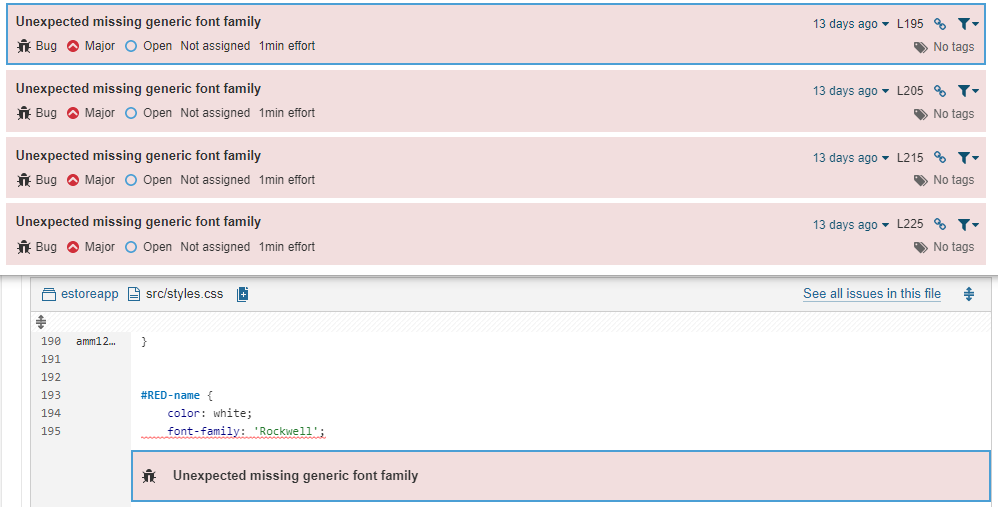 Unexpected missing generic font family
13 days ago L195
Bug Major Open Not assigned 1min effort
No tags
Unexpected missing generic font family
13 days ago L205
Bug Major Open Not assigned 1min effort
No tags
Unexpected missing generic font family
13 days ago L215
Bug Major Open Not assigned 1min effort
No tags
Unexpected missing generic font family
13 days ago L225
Bug Major Open Not assigned 1min effort
No tags
estoreapp src/styles.css See all issues in this file
190 amm12… }
191
192
193 #RED-name {
194 color: white;
195 font-family: 'Rockwell';
Unexpected missing generic font family